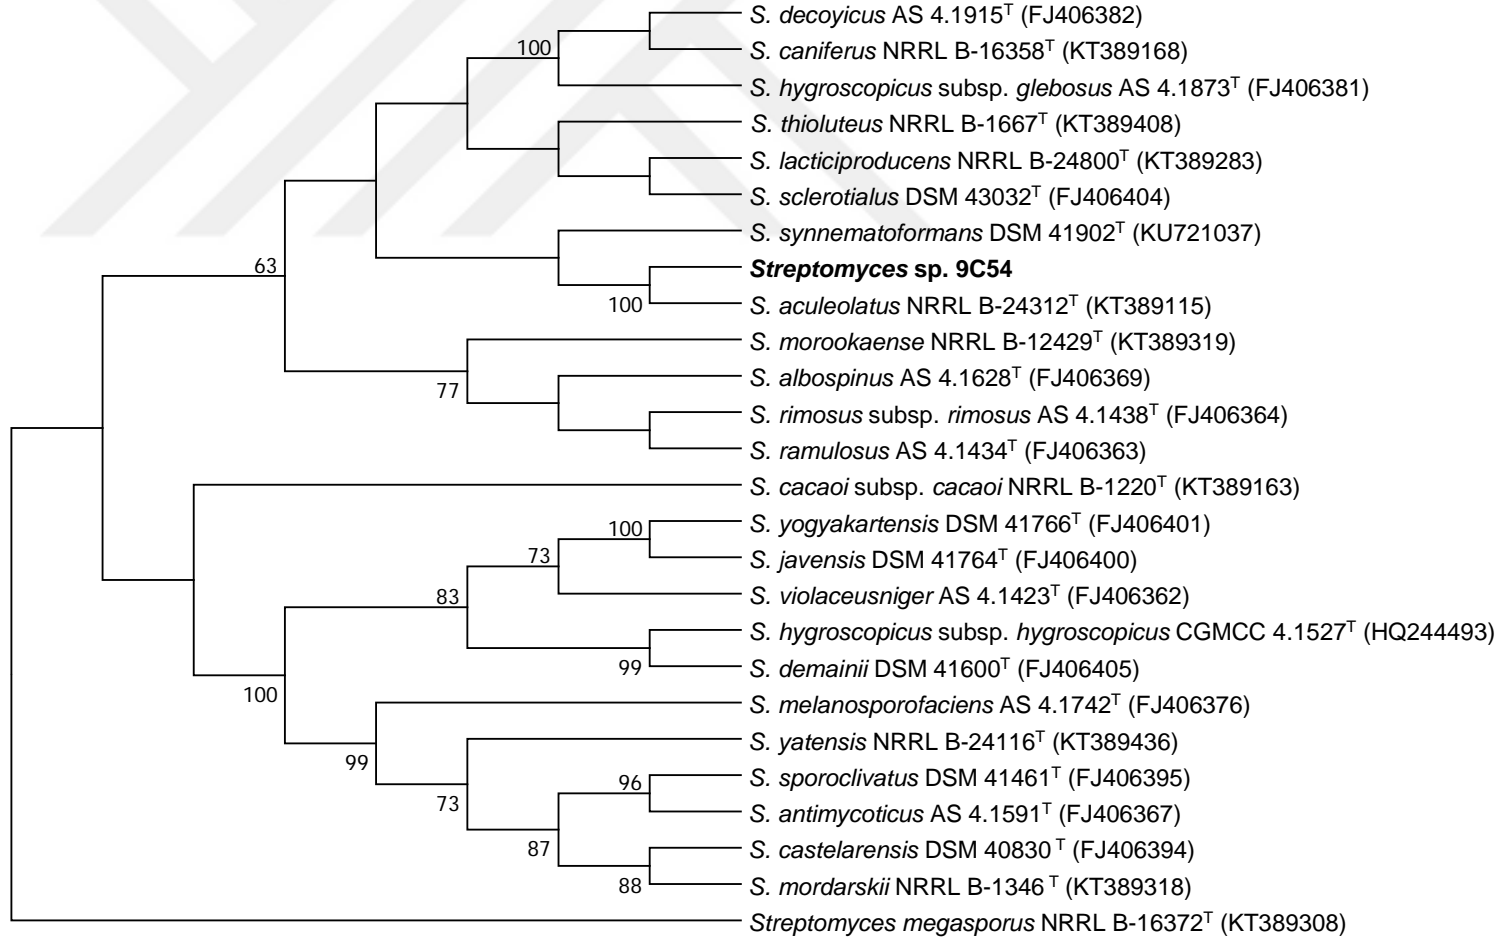 S. decoyicus AS 4.1915ᵀ (FJ406382)
100
S. caniferus NRRL B-16358ᵀ (KT389168)
S. hygroscopicus subsp. glebosus AS 4.1873ᵀ (FJ406381)
S. thioluteus NRRL B-1667ᵀ (KT389408)
S. lacticiproducens NRRL B-24800ᵀ (KT389283)
S. sclerotialus DSM 43032ᵀ (FJ406404)
S. synnematoformans DSM 41902ᵀ (KU721037)
63
Streptomyces sp. 9C54
100
S. aculeolatus NRRL B-24312ᵀ (KT389115)
S. morookaense NRRL B-12429ᵀ (KT389319)
77
S. albospinus AS 4.1628ᵀ (FJ406369)
S. rimosus subsp. rimosus AS 4.1438ᵀ (FJ406364)
S. ramulosus AS 4.1434ᵀ (FJ406363)
S. cacaoi subsp. cacaoi NRRL B-1220ᵀ (KT389163)
100
S. yogyakartensis DSM 41766ᵀ (FJ406401)
73
S. javensis DSM 41764ᵀ (FJ406400)
83
S. violaceusniger AS 4.1423ᵀ (FJ406362)
S. hygroscopicus subsp. hygroscopicus CGMCC 4.1527ᵀ (HQ244493)
99
S. demainii DSM 41600ᵀ (FJ406405)
100
S. melanosporofaciens AS 4.1742ᵀ (FJ406376)
S. yatensis NRRL B-24116ᵀ (KT389436)
99
96
S. sporoclivatus DSM 41461ᵀ (FJ406395)
73
S. antimycoticus AS 4.1591ᵀ (FJ406367)
87
S. castelarensis DSM 40830 ᵀ (FJ406394)
88
S. mordarskii NRRL B-1346 ᵀ (KT389318)
Streptomyces megasporus NRRL B-16372ᵀ (KT389308)